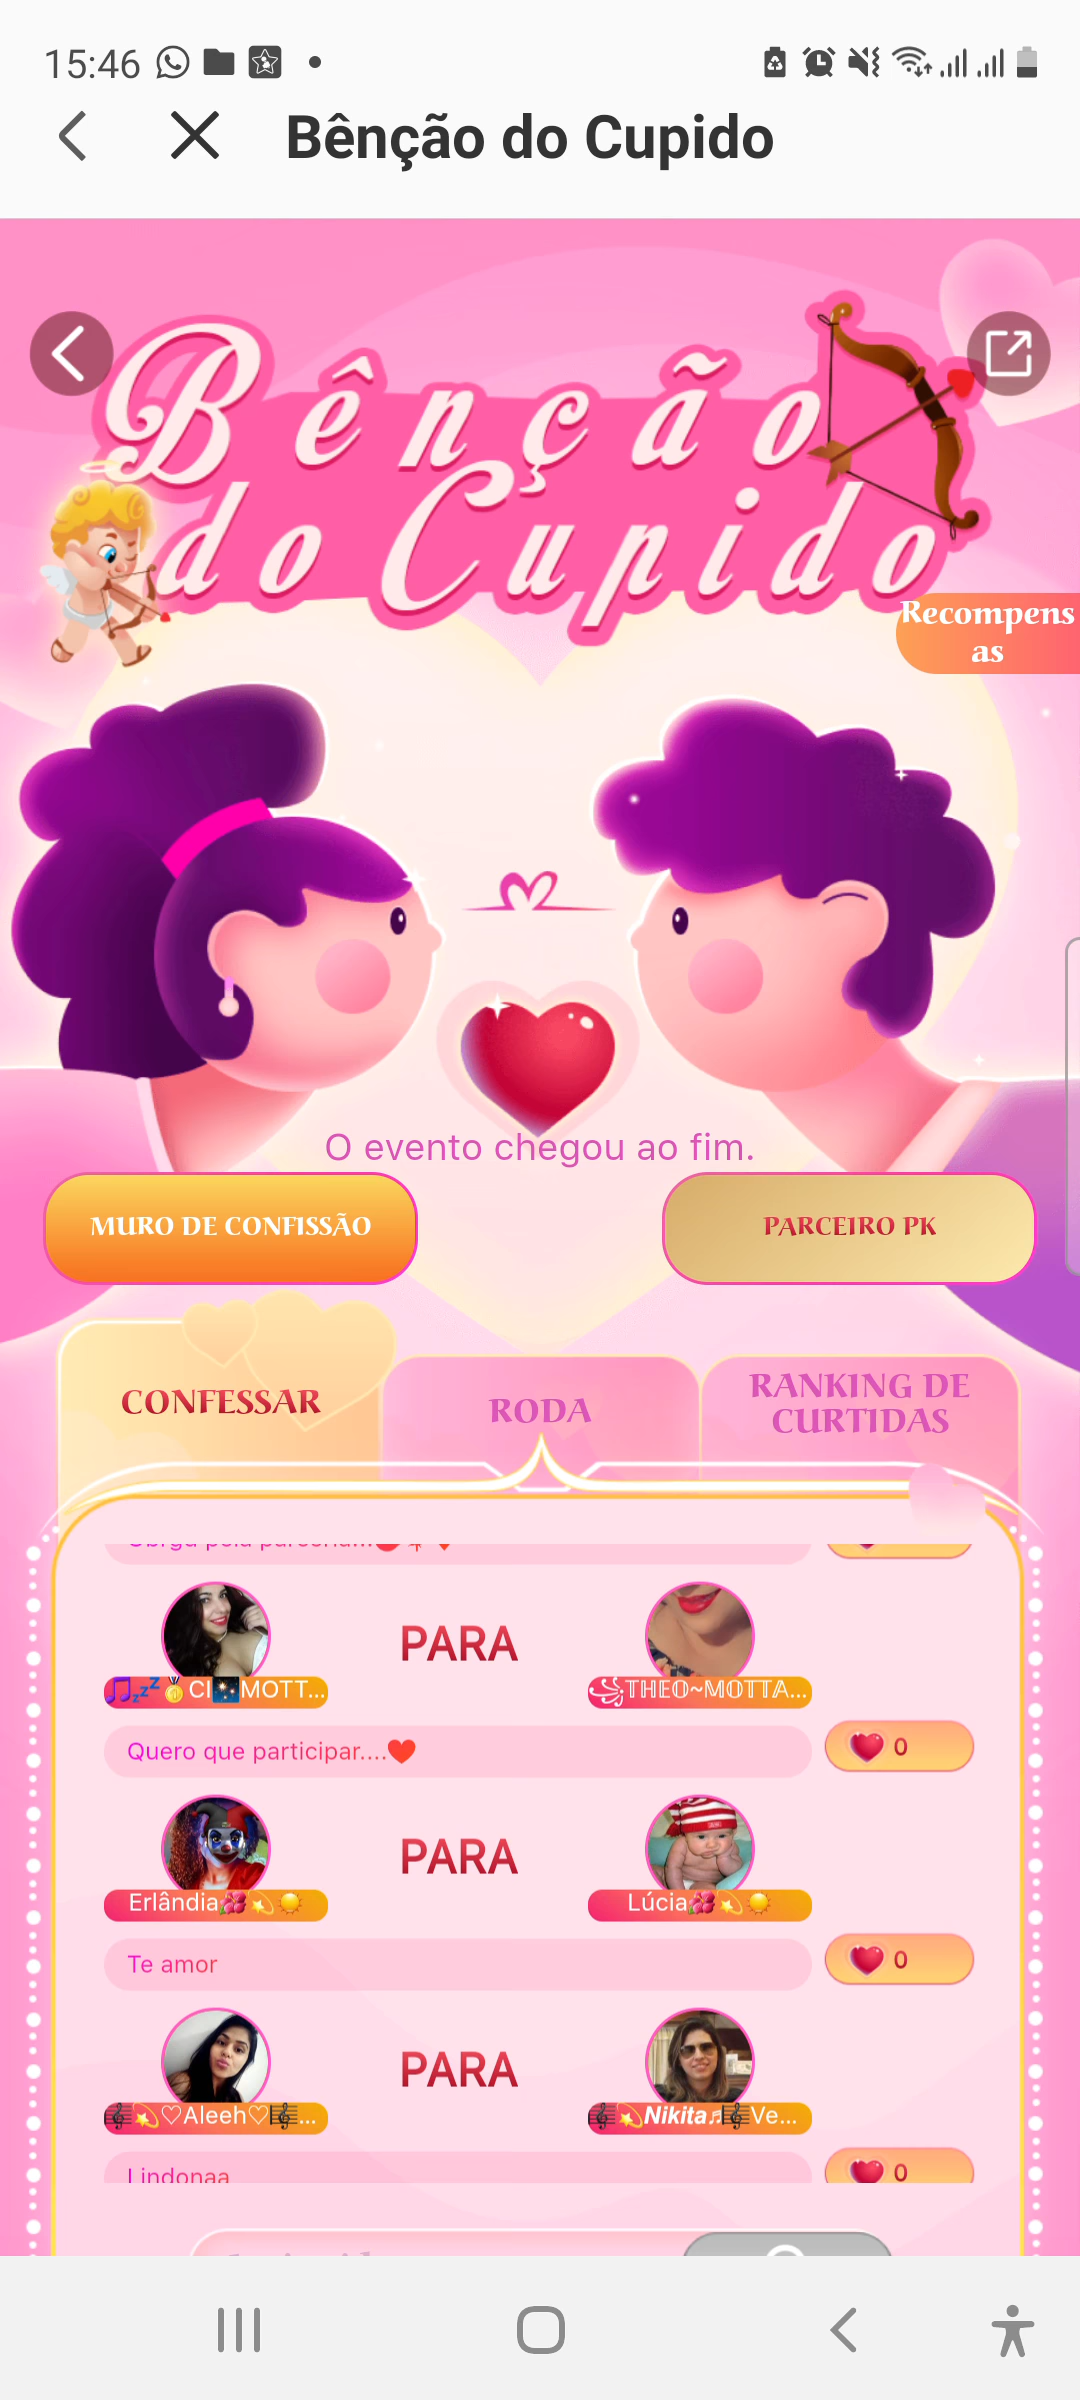 15:46
Bênção do Cupido
Bênção
do Cupido
Recompens
as
O evento chegou ao fim.
MURO DE CONFISSÃO
PARCEIRO PK
CONFESSAR
RODA
RANKING DE
CURTIDAS
PARA
🎵💤🏅CI🎇MOTT...
꧁𝕋ℍ𝔼𝕆~𝕄𝕆𝕋𝕋𝔸...
Quero que participar....❤️
0
PARA
Erlândia🌺💫☀️
Lúcia🌺💫☀️
Te amor
0
PARA
🎼💫♡Aleeh♡🎼...
🎼💫Nikita♬🎼Ve...
Lindonaa
0